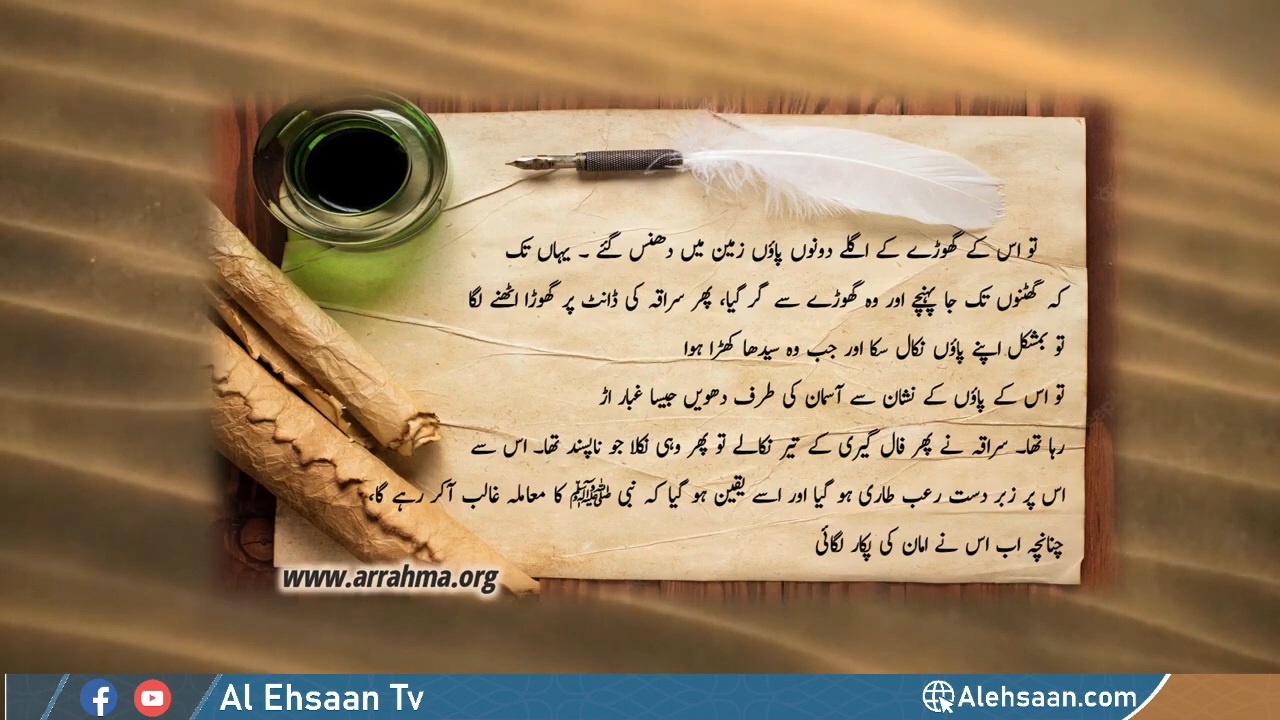 تو اس کے گھوڑے کے اگلے دونوں پاؤں زمین میں دھنس گئے ۔ یہاں تک
کہ گھٹنوں تک جا پہنچے اور وہ گھوڑے سے گر گیا، پھر سراقہ کی ڈانٹ پر گھوڑا اٹھنے لگا
تو بمشکل اپنے پاؤں نکال سکا اور جب وہ سیدھا کھڑا ہوا
تو اس کے پاؤں کے نشان سے آسمان کی طرف دھویں جیسا غبار اڑ
رہا تھا۔ سراقہ نے پھر فال گیری کے تیر نکالے تو پھر وہی نکلا جو ناپسند تھا۔ اس سے
اس پر زبر دست رعب طاری ہو گیا اور اسے یقین ہو گیا کہ نبی ﷺ کا معاملہ غالب آکر رہے گا،
چنانچہ اب اس نے امان کی پکار لگائی
www.arrahma.org
Al Ehsaan Tv
Alehsaan.com